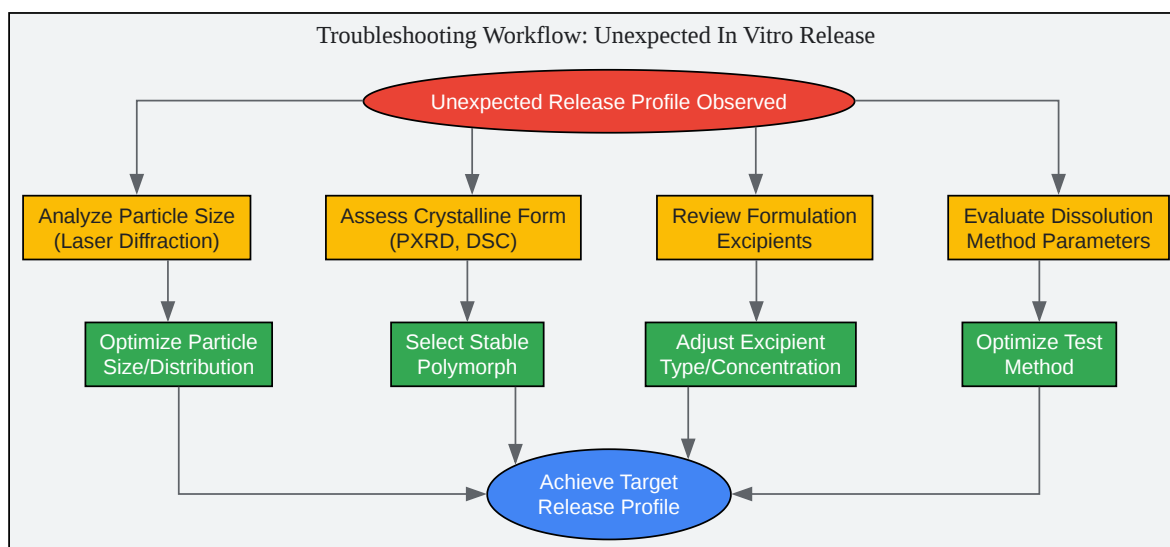 Troubleshooting Workflow: Unexpected In Vitro Release
Unexpected Release Profile Observed
Analyze Particle Size
(Laser Diffraction)
Assess Crystalline Form
(PXRD, DSC)
Review Formulation
Excipients
Evaluate Dissolution
Method Parameters
Optimize Particle
Size/Distribution
Select Stable
Polymorph
Adjust Excipient
Type/Concentration
Optimize Test
Method
Achieve Target
Release Profile